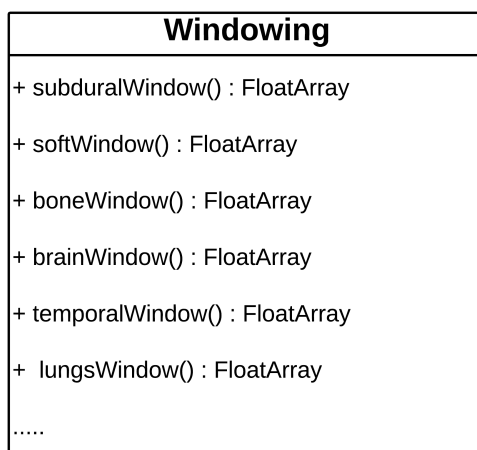 Windowing
+ subduralWindow() : FloatArray
+ softWindow() : FloatArray
+ boneWindow() : FloatArray
+ brainWindow() : FloatArray
+ temporalWindow() : FloatArray
+  lungsWindow() : FloatArray
.....